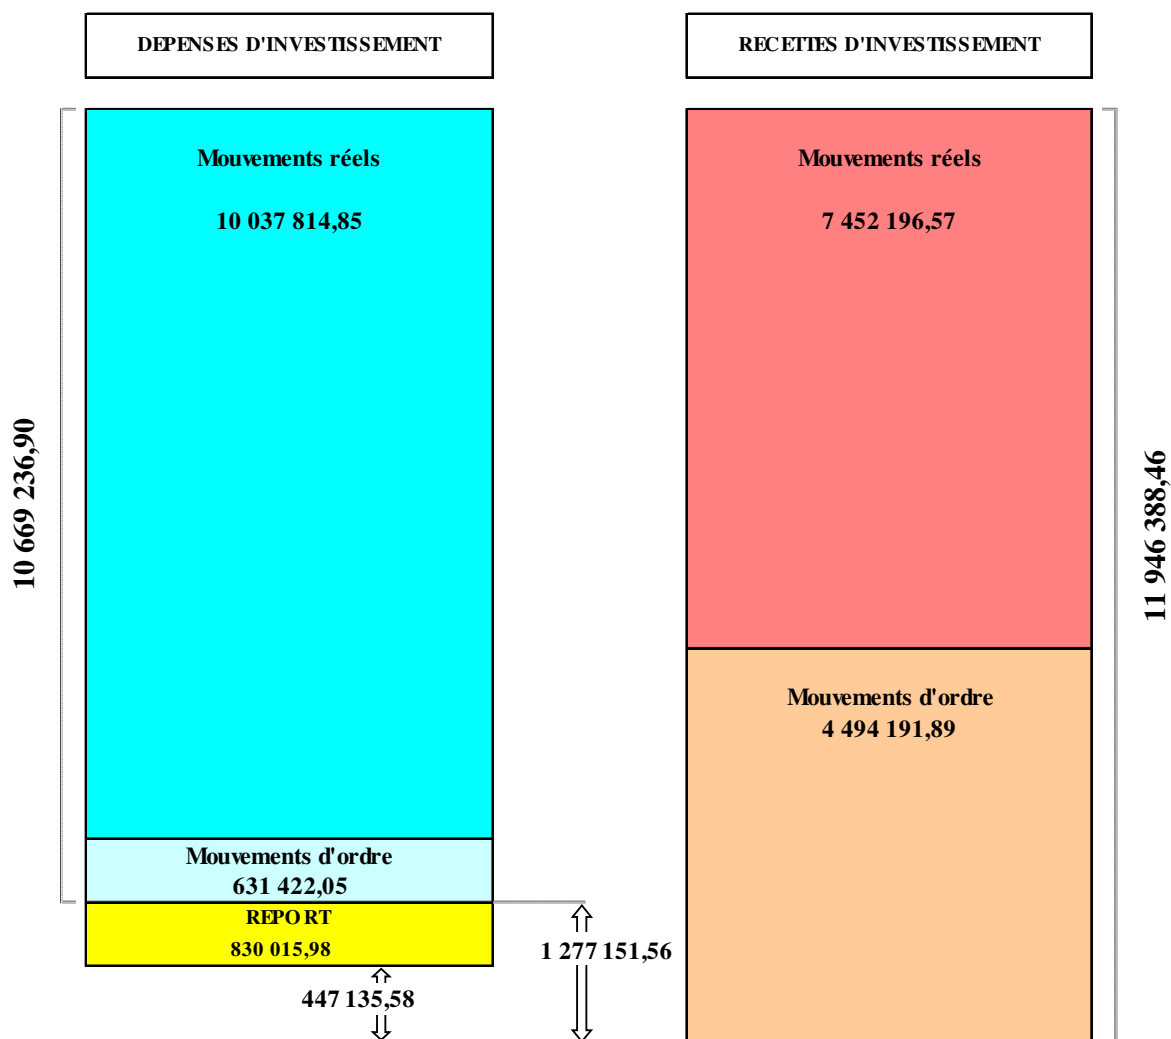 DEPENSES D'INVESTISSEMENT
RECETTES D'INVESTISSEMENT
Mouvements réels
10 037 814,85
Mouvements réels
7 452 196,57
10 669 236,90
11 946 388,46
Mouvements d'ordre
4 494 191,89
Mouvements d'ordre
631 422,05
REPORT
830 015,98
1 277 151,56
447 135,58